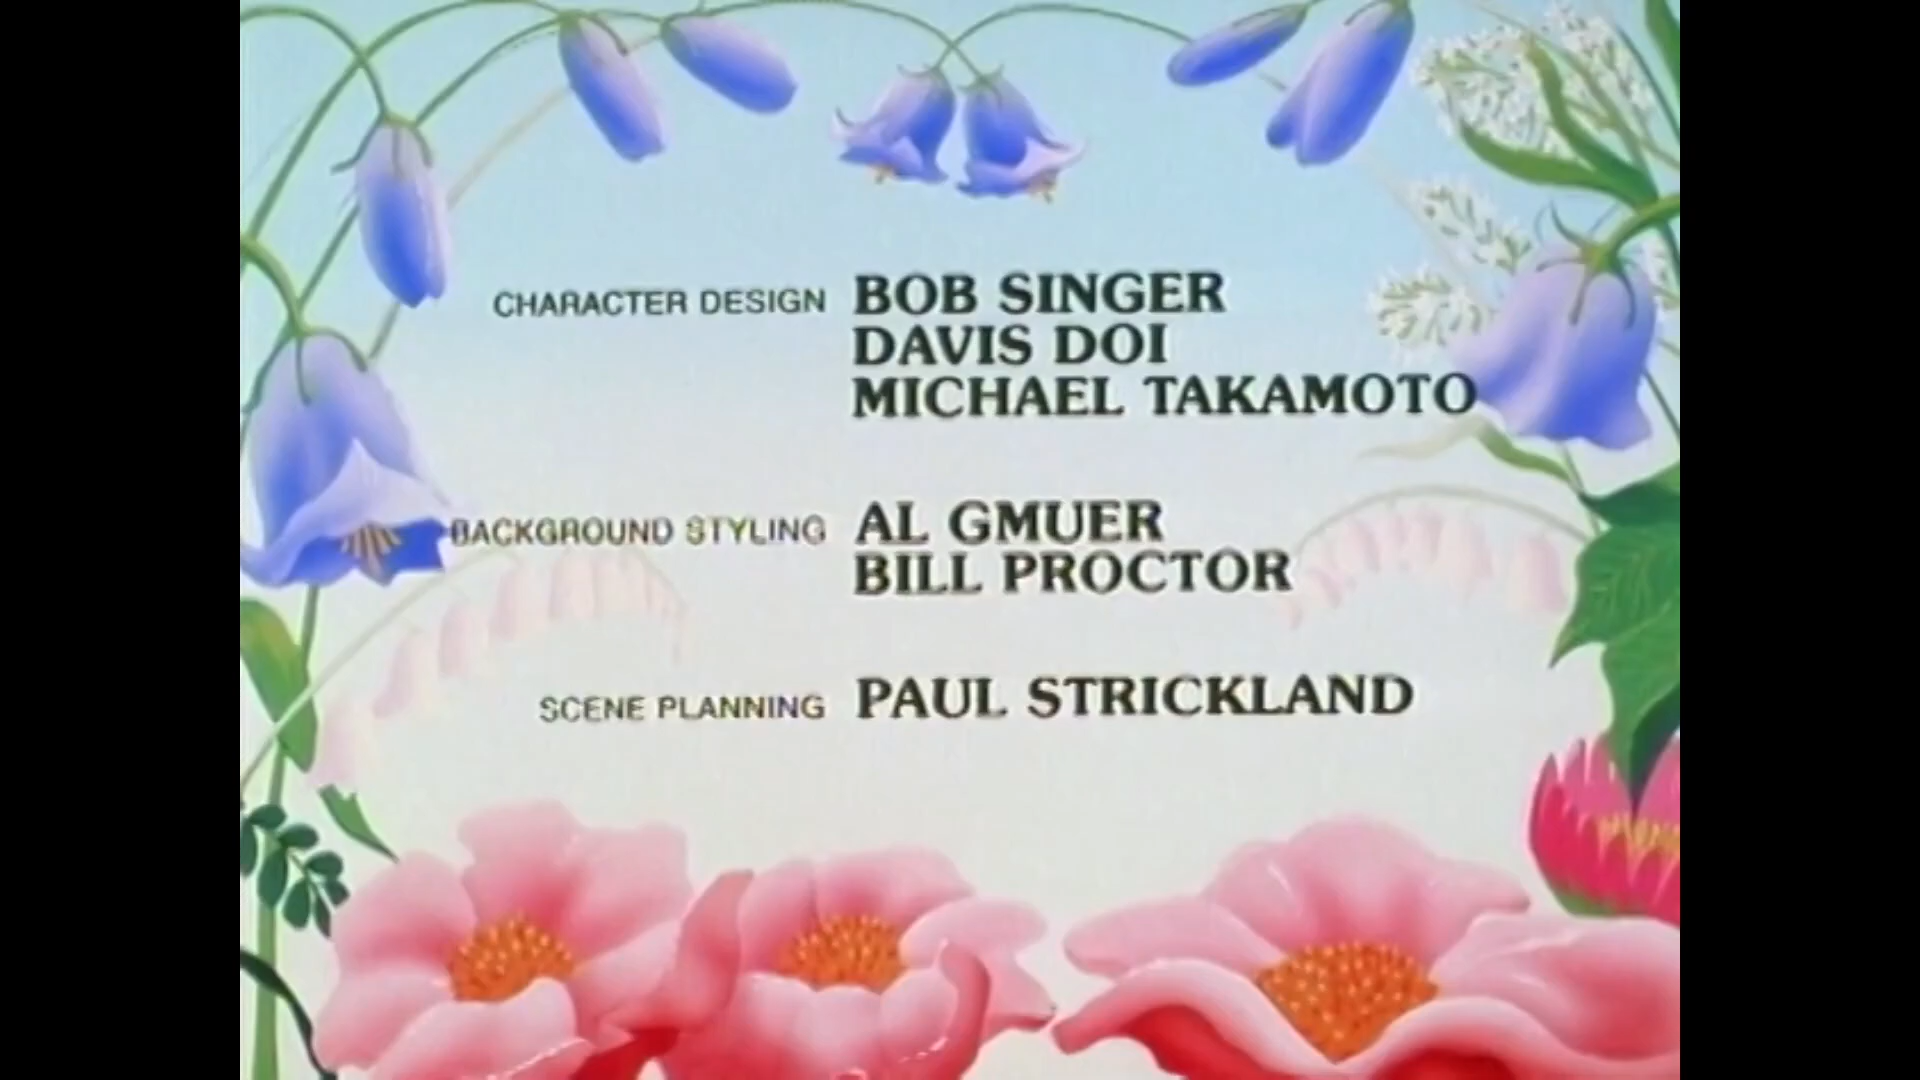 CHARACTER DESIGN BOB SINGER
DAVIS DOI
MICHAEL TAKAMOTO
BACKGROUND STYLING AL GMUER
BILL PROCTOR
SCENE PLANNING PAUL STRICKLAND